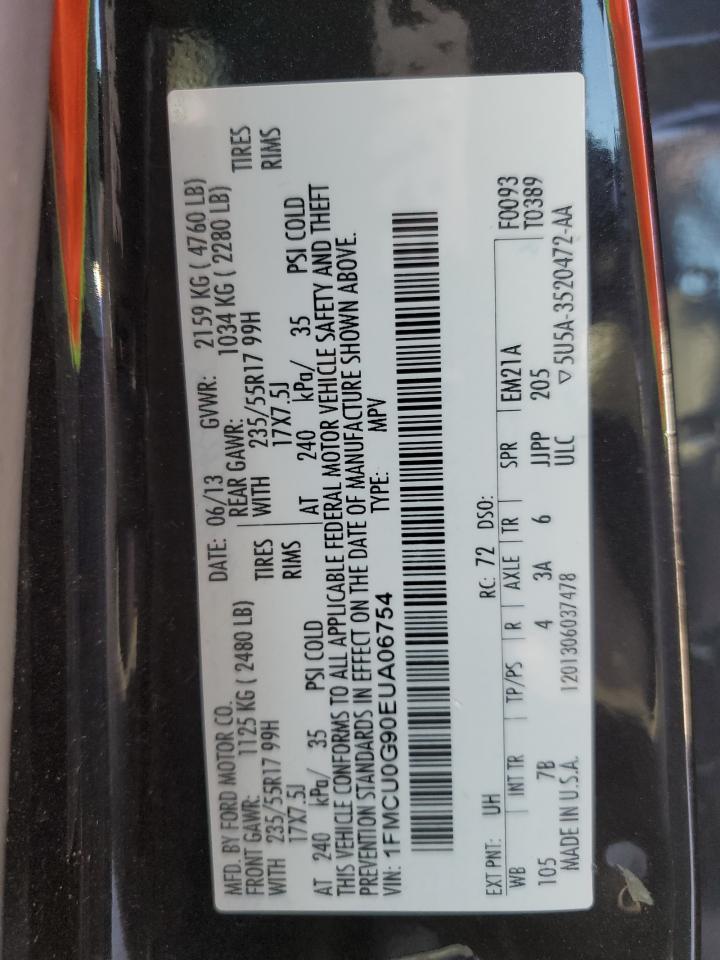 MFD. BY FORD MOTOR CO. DATE: 06/13 GVWR: 2159 KG ( 4760 LB)
FRONT GAWR: 1125 KG ( 2480 LB) REAR GAWR: 1034 KG ( 2280 LB)
WITH 235/55R17 99H TIRES WITH 235/55R17 99H TIRES
17X7.5J RIMS 17X7.5J RIMS
AT 240 kPa/ 35 PSI COLD AT 240 kPa/ 35 PSI COLD
THIS VEHICLE CONFORMS TO ALL APPLICABLE FEDERAL MOTOR VEHICLE SAFETY AND THEFT
PREVENTION STANDARDS IN EFFECT ON THE DATE OF MANUFACTURE SHOWN ABOVE.
VIN: 1FMCU0G90EUA06754 TYPE: MPV
EXT PNT: UH RC: 72 DSO: F0093
WB INT TR TP/PS R AXLE TR SPR EM21A T0389
105 7B 4 3A 6 JJPP 205
MADE IN U.S.A. 1201306037478 ULC ▽5U5A-3520472-AA